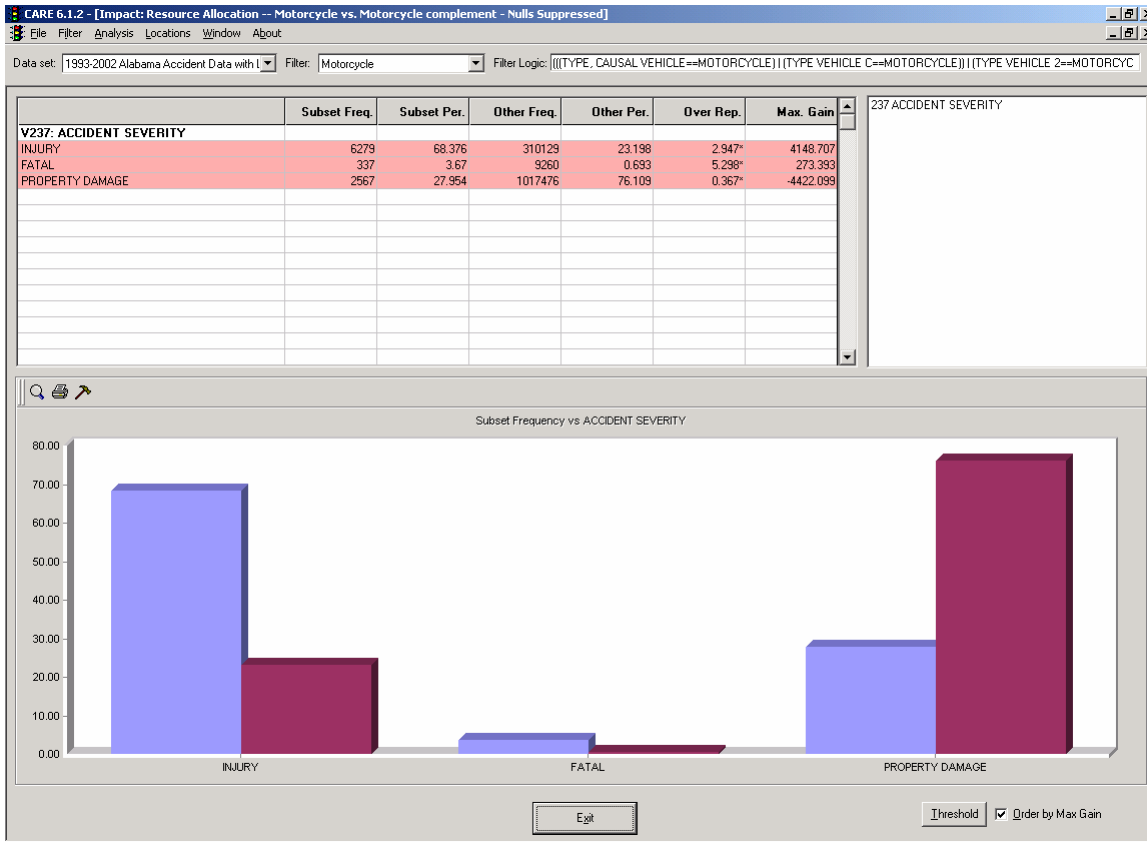 CARE 6.1.2 - [Impact: Resource Allocation -- Motorcycle vs. Motorcycle complement - Nulls Suppressed]
File Filter Analysis Locations Window About
Data set: 1993-2002 Alabama Accident Data with L Filter: Motorcycle Filter Logic: (((TYPE, CAUSAL VEHICLE==MOTORCYCLE) | (TYPE VEHICLE C==MOTORCYCLE)) | (TYPE VEHICLE 2==MOTORCYC
Subset Freq. Subset Per. Other Freq. Other Per. Over Rep. Max. Gain
237 ACCIDENT SEVERITY
V237: ACCIDENT SEVERITY
INJURY 6279 68.376 310129 23.198 2.947* 4148.707
FATAL 337 3.67 9260 0.693 5.298* 273.393
PROPERTY DAMAGE 2567 27.954 1017476 76.109 0.367* -4422.099
Subset Frequency vs ACCIDENT SEVERITY
80.00
70.00
60.00
50.00
40.00
30.00
20.00
10.00
0.00
INJURY FATAL PROPERTY DAMAGE
Exit
Threshold Order by Max Gain